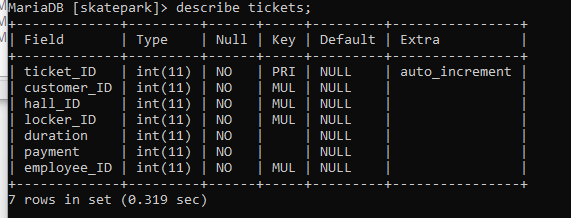 MariaDB [skatepark]> describe tickets;
+-------------+---------+------+-----+---------+----------------+
| Field       | Type    | Null | Key | Default | Extra          |
+-------------+---------+------+-----+---------+----------------+
| ticket_ID   | int(11) | NO   | PRI | NULL    | auto_increment |
| customer_ID | int(11) | NO   | MUL | NULL    |                |
| hall_ID     | int(11) | NO   | MUL | NULL    |                |
| locker_ID   | int(11) | NO   | MUL | NULL    |                |
| duration    | int(11) | NO   |     | NULL    |                |
| payment     | int(11) | NO   |     | NULL    |                |
| employee_ID | int(11) | NO   | MUL | NULL    |                |
+-------------+---------+------+-----+---------+----------------+
7 rows in set (0.319 sec)